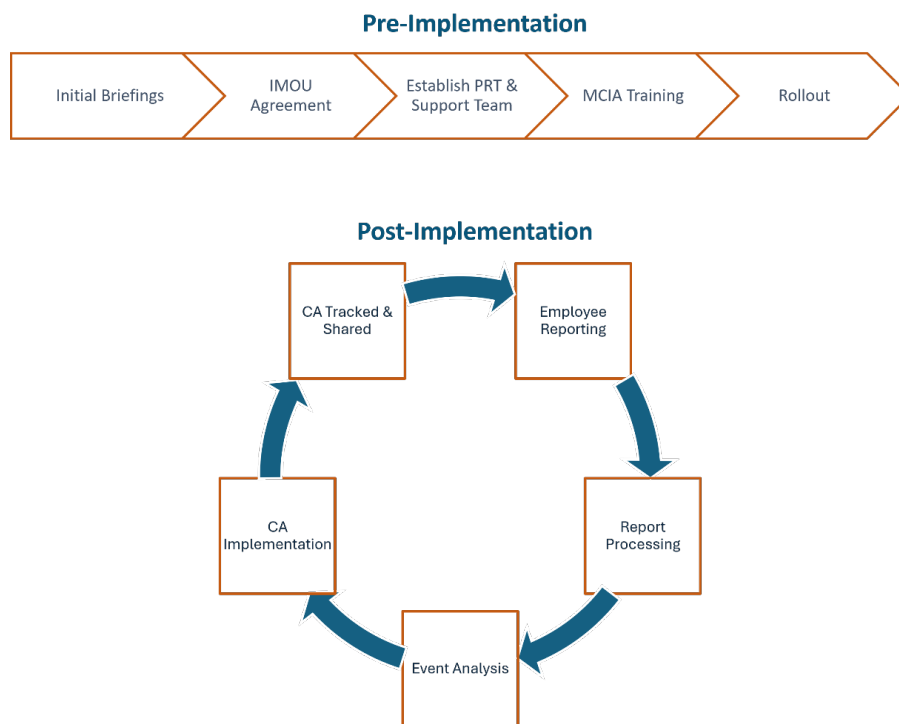 Pre-Implementation
Initial Briefings
IMOU
Agreement
Establish PRT &
Support Team
MCIA Training
Rollout
Post-Implementation
CA Tracked &
Shared
Employee
Reporting
Report
Processing
Event Analysis
CA
Implementation